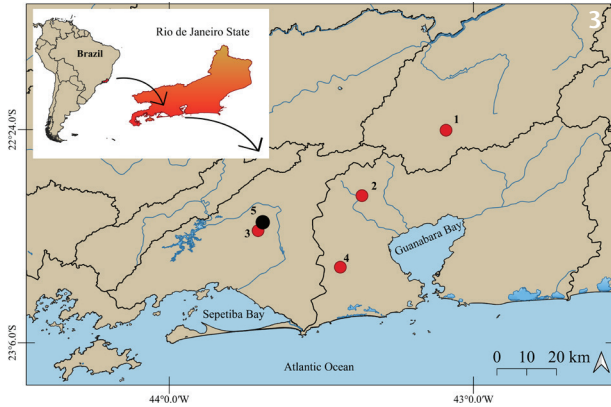 Rio de Janeiro State
3
Brazil
1
22°24.0'S
2
5
3
Guanabara Bay
4
Sepetiba Bay
23°6.0'S
0 10 20 km
Atlantic Ocean
44°0.0'W
43°0.0'W